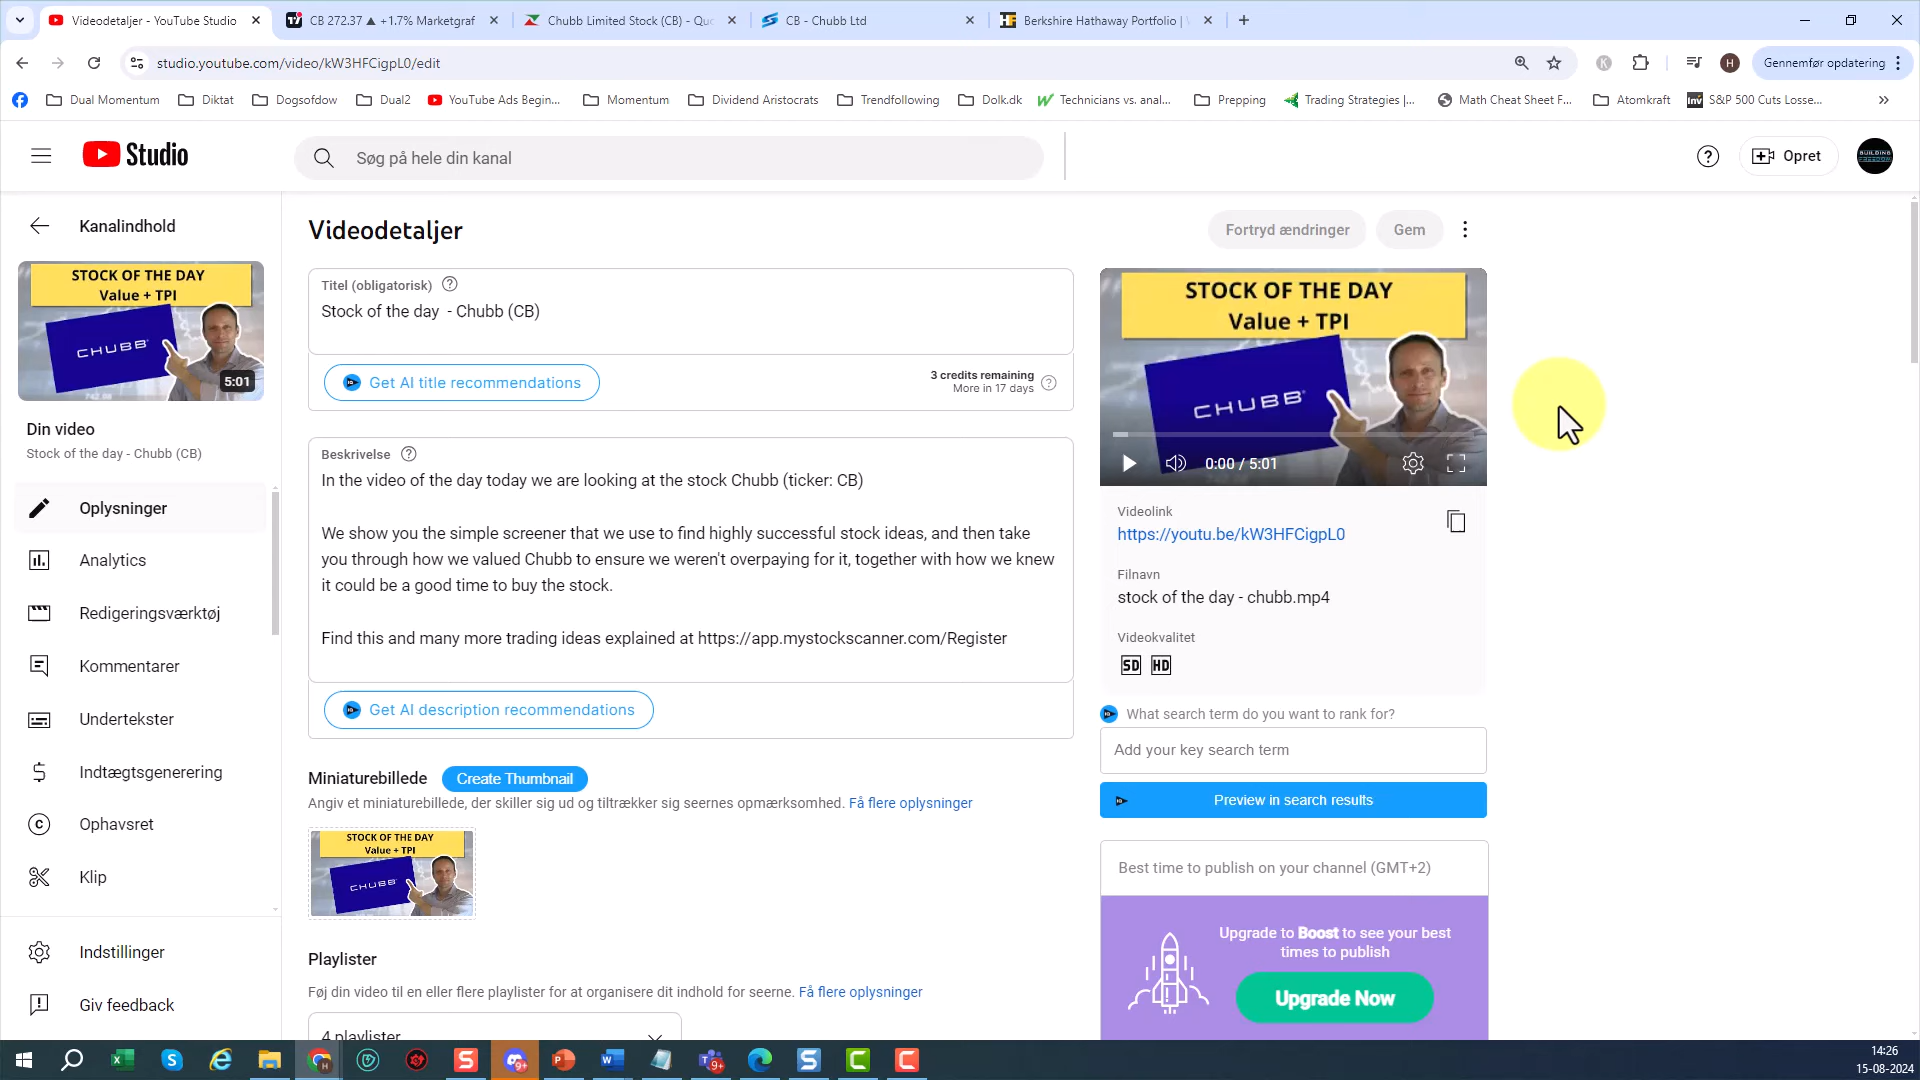 Videodetaljer - YouTube Studio
CB 272.37 ▲ +1.7% Marketgraf
Chubb Limited Stock (CB) - Quo
CB - Chubb Ltd
Berkshire Hathaway Portfolio |
studio.youtube.com/video/kW3HFCigpL0/edit
H
Gennemfør opdatering
Dual Momentum
Diktat
Dogsofdow
Dual2
YouTube Ads Begin...
Momentum
Dividend Aristocrats
Trendfollowing
Dolk.dk
Technicians vs. anal...
Prepping
Trading Strategies |...
Math Cheat Sheet F...
Atomkraft
S&P 500 Cuts Losse...
Studio
Søg på hele din kanal
Opret
BUILDING
FREEDOM
Kanalindhold
STOCK OF THE DAY
Value + TPI
CHUBB
5:01
Din video
Stock of the day - Chubb (CB)
Oplysninger
Analytics
Redigeringsværktøj
Kommentarer
Undertekster
Indtægtsgenerering
Ophavsret
Klip
Indstillinger
Giv feedback
Videodetaljer
Fortryd ændringer
Gem
Titel (obligatorisk)
Stock of the day  - Chubb (CB)
Get AI title recommendations
3 credits remaining
More in 17 days
Beskrivelse
In the video of the day today we are looking at the stock Chubb (ticker: CB)
We show you the simple screener that we use to find highly successful stock ideas, and then take
you through how we valued Chubb to ensure we weren't overpaying for it, together with how we knew
it could be a good time to buy the stock.
Find this and many more trading ideas explained at https://app.mystockscanner.com/Register
Get AI description recommendations
Miniaturebillede
Create Thumbnail
Angiv et miniaturebillede, der skiller sig ud og tiltrækker sig seernes opmærksomhed. Få flere oplysninger
STOCK OF THE DAY
Value + TPI
CHUBB
Playlister
Føj din video til en eller flere playlister for at organisere dit indhold for seerne. Få flere oplysninger
4 playlister
STOCK OF THE DAY
Value + TPI
CHUBB
0:00 / 5:01
Videolink
https://youtu.be/kW3HFCigpL0
Filnavn
stock of the day - chubb.mp4
Videokvalitet
SD HD
What search term do you want to rank for?
Add your key search term
Preview in search results
Best time to publish on your channel (GMT+2)
Upgrade to Boost to see your best
times to publish
Upgrade Now
14:26
15-08-2024